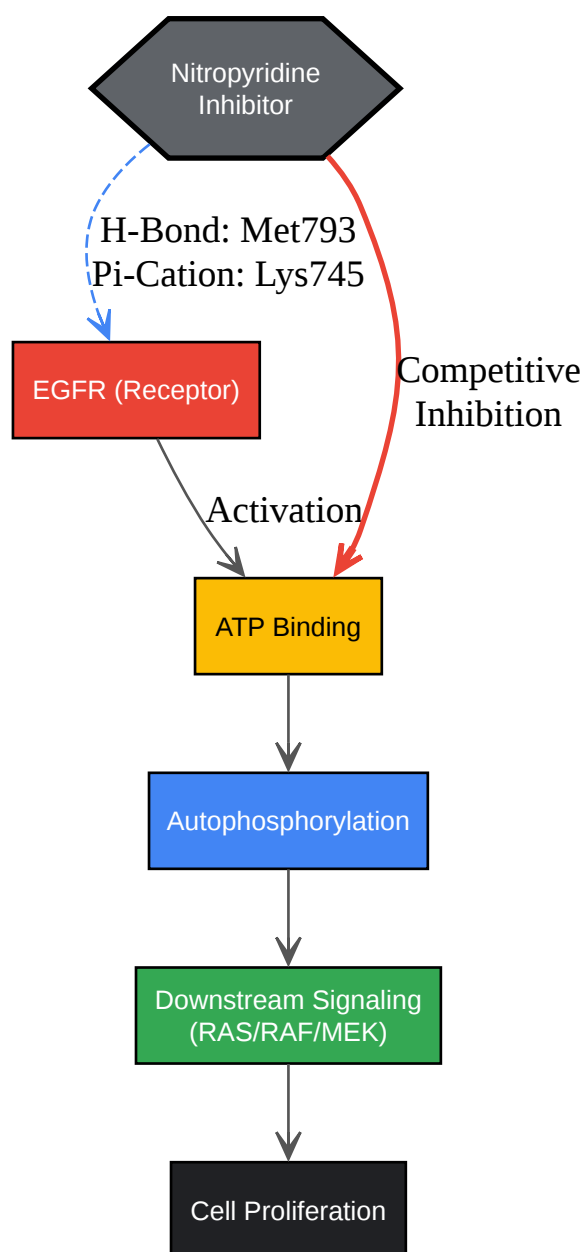 Nitropyridine
Inhibitor
H-Bond: Met793
Pi-Cation: Lys745
EGFR (Receptor)
Competitive
Inhibition
Activation
ATP Binding
Autophosphorylation
Downstream Signaling
(RAS/RAF/MEK)
Cell Proliferation